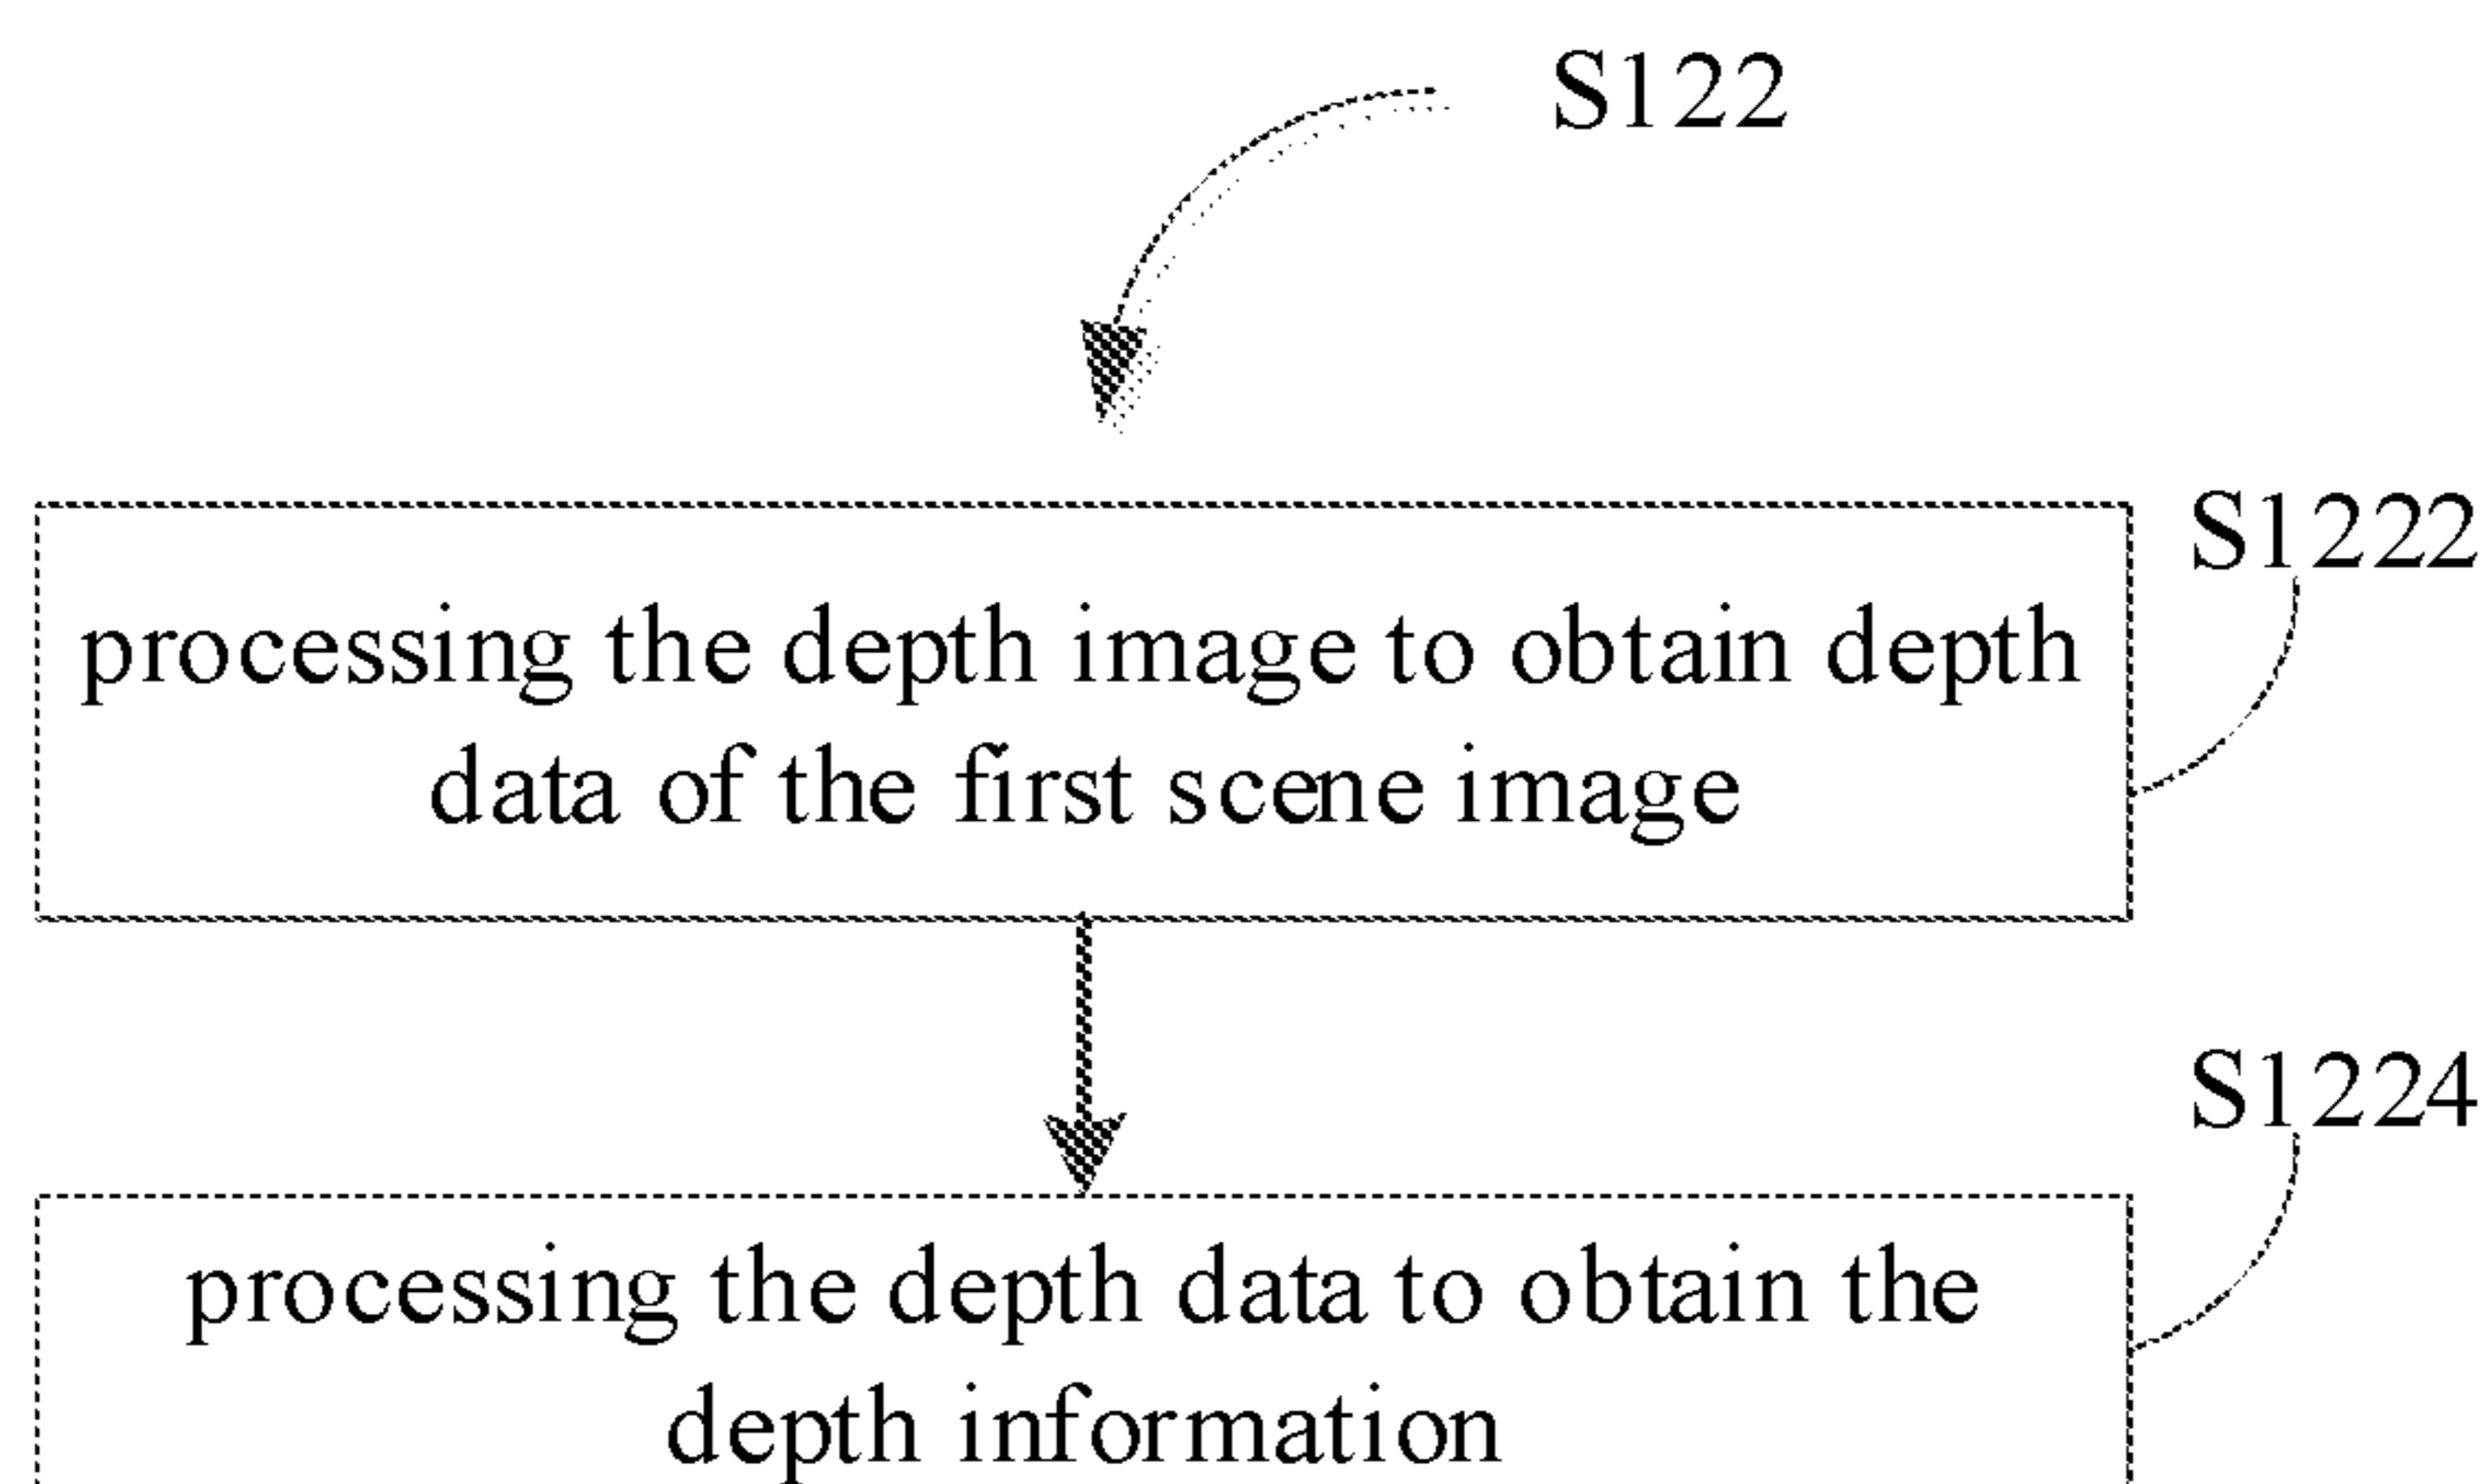 S122
S1222
processing the depth image to obtain depth
data of the first scene image
S1224
processing the depth data to obtain the
depth information